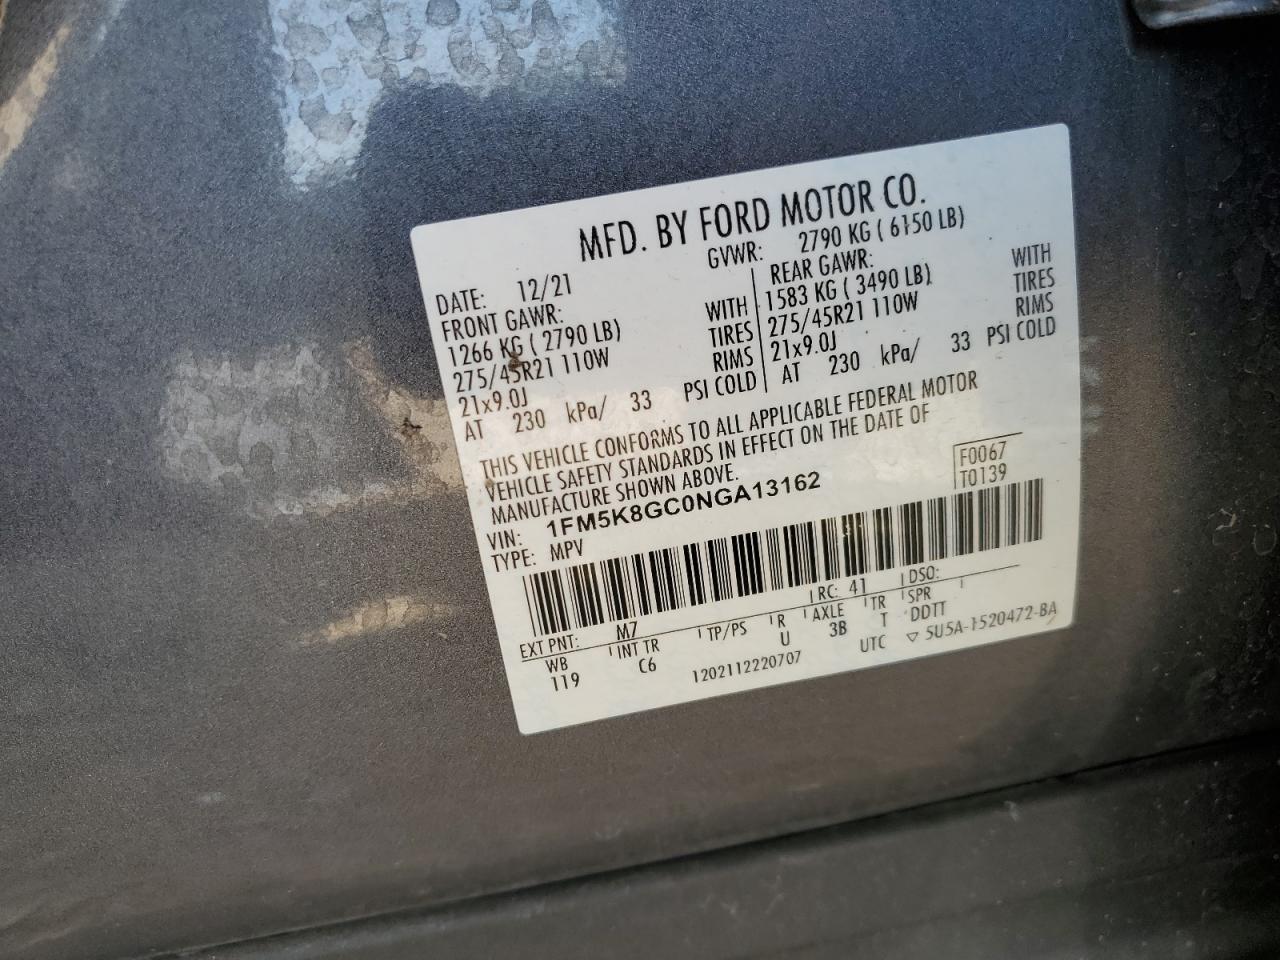 MFD. BY FORD MOTOR CO.
DATE: 12/21 GVWR: 2790 KG ( 6150 LB)
FRONT GAWR: REAR GAWR:
1266 KG ( 2790 LB) WITH 1583 KG ( 3490 LB) WITH
275/45R21 110W TIRES 275/45R21 110W TIRES
21x9.0J RIMS 21x9.0J RIMS
AT 230 kPa/ 33 PSI COLD AT 230 kPa/ 33 PSI COLD
THIS VEHICLE CONFORMS TO ALL APPLICABLE FEDERAL MOTOR
VEHICLE SAFETY STANDARDS IN EFFECT ON THE DATE OF
MANUFACTURE SHOWN ABOVE.
F0067
T0139
VIN: 1FM5K8GC0NGA13162
TYPE: MPV
EXT PNT: M7 RC: 41 DSO:
WB INT TR TP/PS R AXLE TR SPR
119 C6 U 3B T DDTT
1202112220707 UTC ▽ 5U5A-1520472-BA